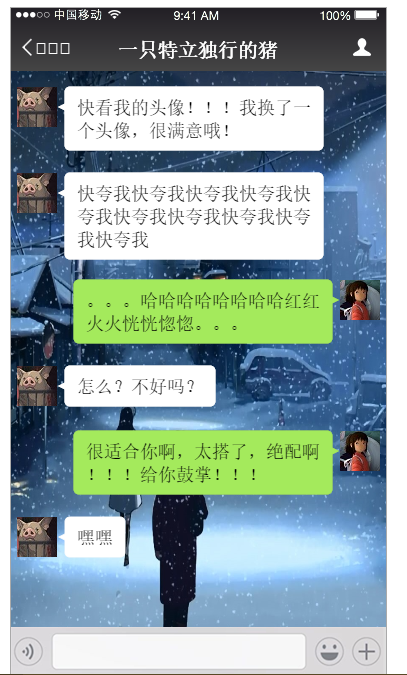 中国移动 9:41 AM 100%
一只特立独行的猪
快看我的头像！！！我换了一
个头像，很满意哦！
快夸我快夸我快夸我快夸我快
夸我快夸我快夸我快夸我快夸
我快夸我
。。。哈哈哈哈哈哈哈哈红红
火火恍恍惚惚。。。
怎么？不好吗？
很适合你啊，太搭了，绝配啊
！！！给你鼓掌！！！
嘿嘿